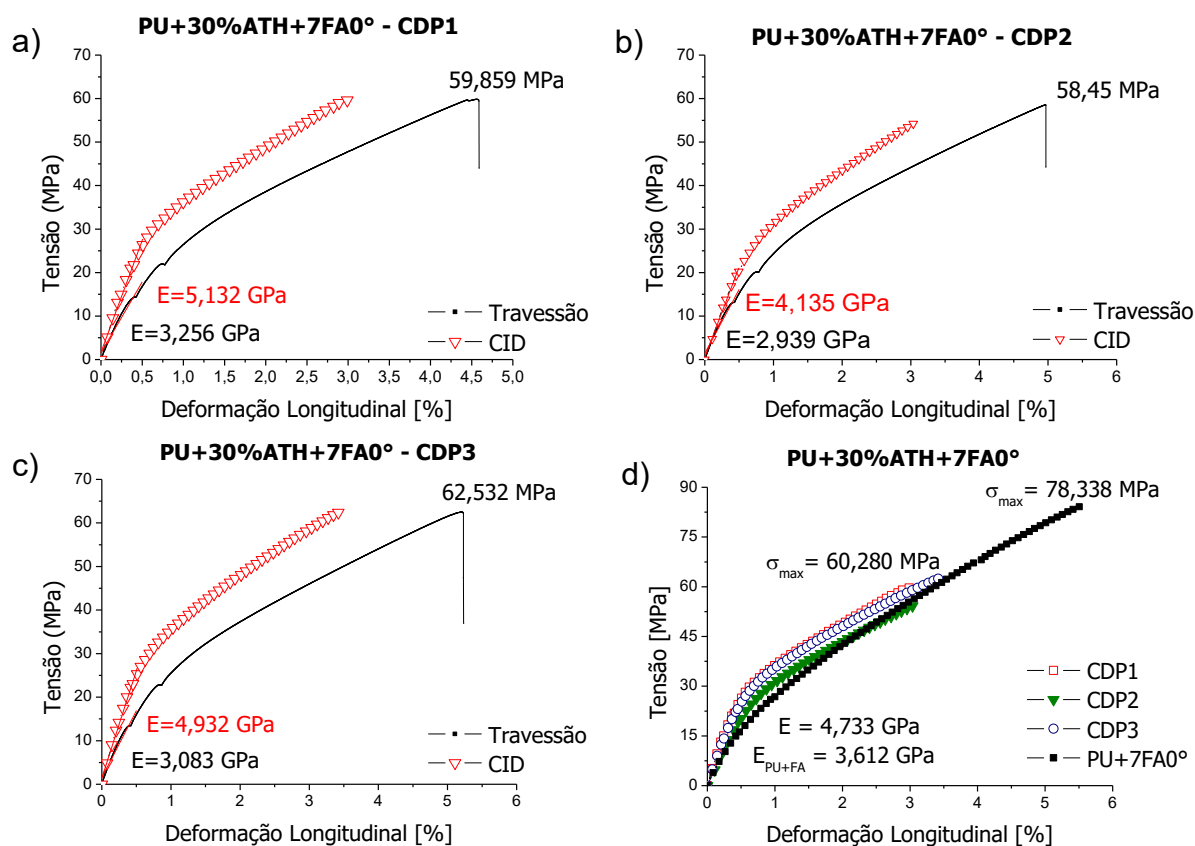 a)
PU+30%ATH+7FA0° - CDP1
70
60
50
40
30
20
10
0
59,859 MPa
E=5,132 GPa
E=3,256 GPa
Travessão
CID
0,0 0,5 1,0 1,5 2,0 2,5 3,0 3,5 4,0 4,5 5,0
Tensão (MPa)
Deformação Longitudinal [%]
b)
PU+30%ATH+7FA0° - CDP2
70
60
50
40
30
20
10
0
58,45 MPa
E=4,135 GPa
E=2,939 GPa
Travessão
CID
0 1 2 3 4 5 6
Tensão (MPa)
Deformação Longitudinal [%]
c)
PU+30%ATH+7FA0° - CDP3
70
60
50
40
30
20
10
0
62,532 MPa
E=4,932 GPa
E=3,083 GPa
Travessão
CID
0 1 2 3 4 5 6
Tensão (MPa)
Deformação Longitudinal [%]
d)
PU+30%ATH+7FA0°
90
75
60
45
30
15
0
σmax= 78,338 MPa
σmax = 60,280 MPa
CDP1
CDP2
CDP3
PU+7FA0°
E = 4,733 GPa
EPU+FA = 3,612 GPa
0 1 2 3 4 5 6
Tensão [MPa]
Deformação Longitudinal [%]